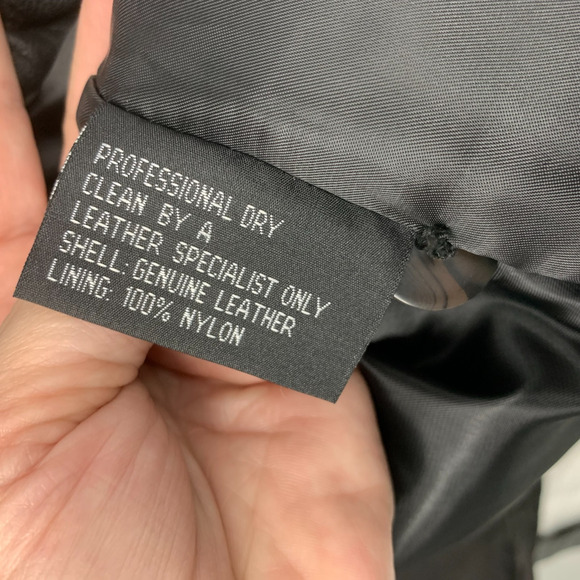 PROFESSIONAL DRY
CLEAN BY A
LEATHER SPECIALIST ONLY
SHELL: GENUINE LEATHER
LINING: 100% NYLON